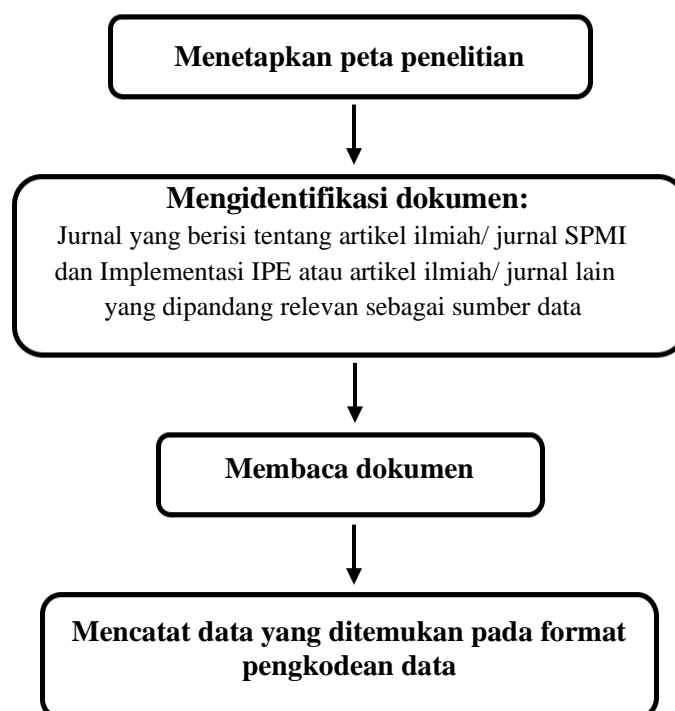 Menetapkan peta penelitian
Mengidentifikasi dokumen:
Jurnal yang berisi tentang artikel ilmiah/ jurnal SPMI
dan Implementasi IPE atau artikel ilmiah/ jurnal lain
yang dipandang relevan sebagai sumber data
Membaca dokumen
Mencatat data yang ditemukan pada format
pengkodean data